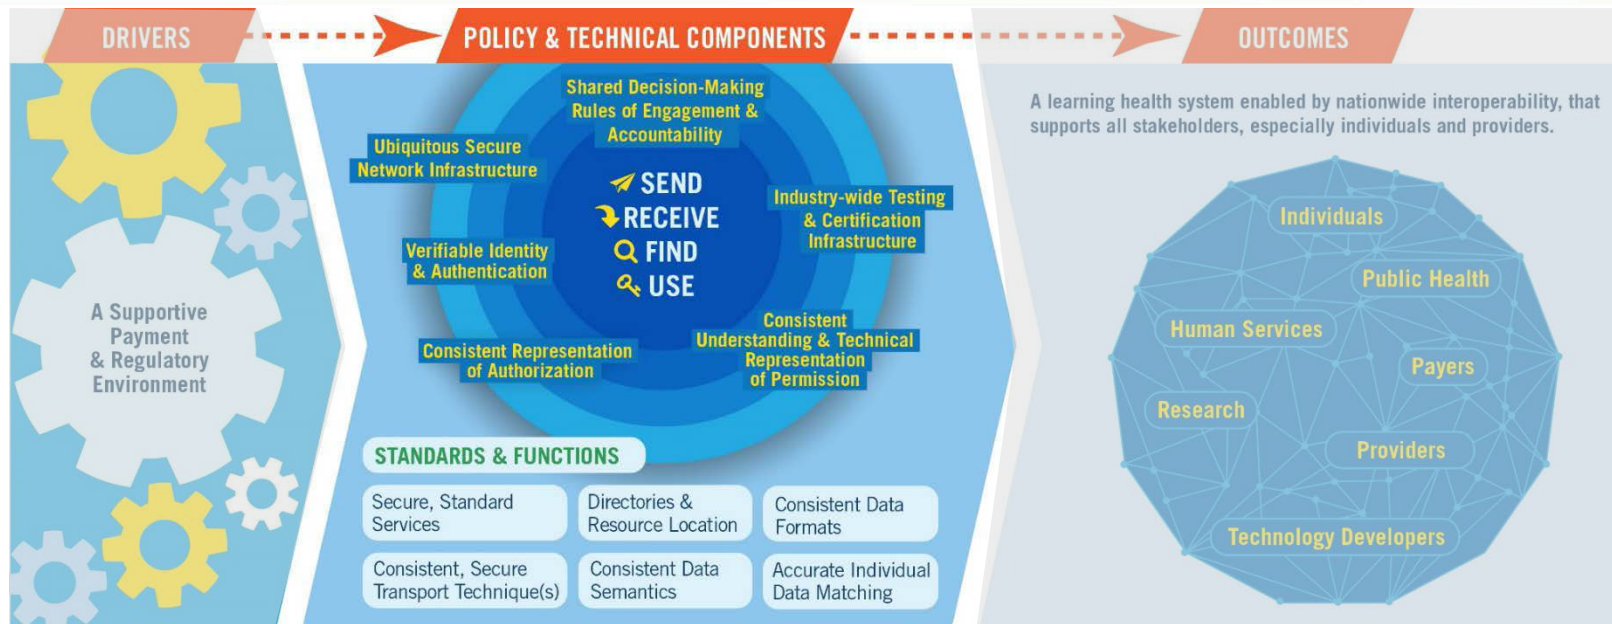 DRIVERS
POLICY & TECHNICAL COMPONENTS
OUTCOMES
A Supportive
Payment
& Regulatory
Environment
Shared Decision-Making
Rules of Engagement &
Accountability
Ubiquitous Secure
Network Infrastructure
SEND
RECEIVE
FIND
USE
Industry-wide Testing
& Certification
Infrastructure
Verifiable Identity
& Authentication
Consistent
Understanding & Technical
Representation
of Permission
Consistent Representation
of Authorization
STANDARDS & FUNCTIONS
Secure, Standard
Services
Directories &
Resource Location
Consistent Data
Formats
Consistent, Secure
Transport Technique(s)
Consistent Data
Semantics
Accurate Individual
Data Matching
A learning health system enabled by nationwide interoperability, that
supports all stakeholders, especially individuals and providers.
Individuals
Public Health
Human Services
Payers
Research
Providers
Technology Developers